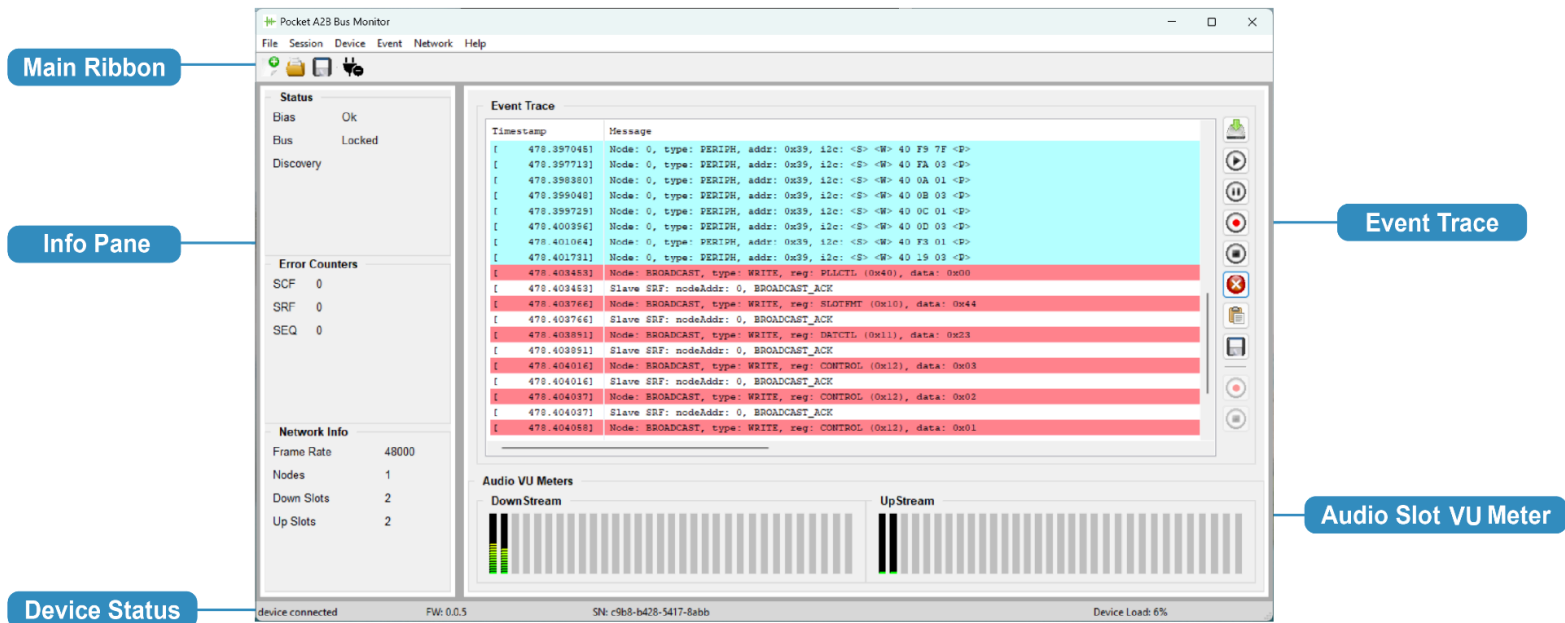 Pocket A2B Bus Monitor
File Session Device Event Network Help
Main Ribbon
Status
Bias Ok
Bus Locked
Discovery
Info Pane
Error Counters
SCF 0
SRF 0
SEQ 0
Network Info
Frame Rate 48000
Nodes 1
Down Slots 2
Up Slots 2
Event Trace
Timestamp Message
[ 478.397045] Node: 0, type: PERIPH, addr: 0x39, i2c: <S> <W> 40 F9 7F <P>
[ 478.397713] Node: 0, type: PERIPH, addr: 0x39, i2c: <S> <W> 40 FA 03 <P>
[ 478.398380] Node: 0, type: PERIPH, addr: 0x39, i2c: <S> <W> 40 0A 01 <P>
[ 478.399048] Node: 0, type: PERIPH, addr: 0x39, i2c: <S> <W> 40 0B 03 <P>
[ 478.399729] Node: 0, type: PERIPH, addr: 0x39, i2c: <S> <W> 40 0C 01 <P>
[ 478.400396] Node: 0, type: PERIPH, addr: 0x39, i2c: <S> <W> 40 0D 03 <P>
[ 478.401064] Node: 0, type: PERIPH, addr: 0x39, i2c: <S> <W> 40 F3 01 <P>
[ 478.401731] Node: 0, type: PERIPH, addr: 0x39, i2c: <S> <W> 40 19 03 <P>
[ 478.403453] Node: BROADCAST, type: WRITE, reg: PLLCTL (0x40), data: 0x00
[ 478.403453] Slave SRF: nodeAddr: 0, BROADCAST_ACK
[ 478.403766] Node: BROADCAST, type: WRITE, reg: SLOTFMT (0x10), data: 0x44
[ 478.403766] Slave SRF: nodeAddr: 0, BROADCAST_ACK
[ 478.403891] Node: BROADCAST, type: WRITE, reg: DATCTL (0x11), data: 0x23
[ 478.403891] Slave SRF: nodeAddr: 0, BROADCAST_ACK
[ 478.404016] Node: BROADCAST, type: WRITE, reg: CONTROL (0x12), data: 0x03
[ 478.404016] Slave SRF: nodeAddr: 0, BROADCAST_ACK
[ 478.404037] Node: BROADCAST, type: WRITE, reg: CONTROL (0x12), data: 0x02
[ 478.404037] Slave SRF: nodeAddr: 0, BROADCAST_ACK
[ 478.404058] Node: BROADCAST, type: WRITE, reg: CONTROL (0x12), data: 0x01
Event Trace
Audio VU Meters
DownStream UpStream
Audio Slot VU Meter
Device Status
device connected FW: 0.0.5 SN: c9b8-b428-5417-8abb Device Load: 6%